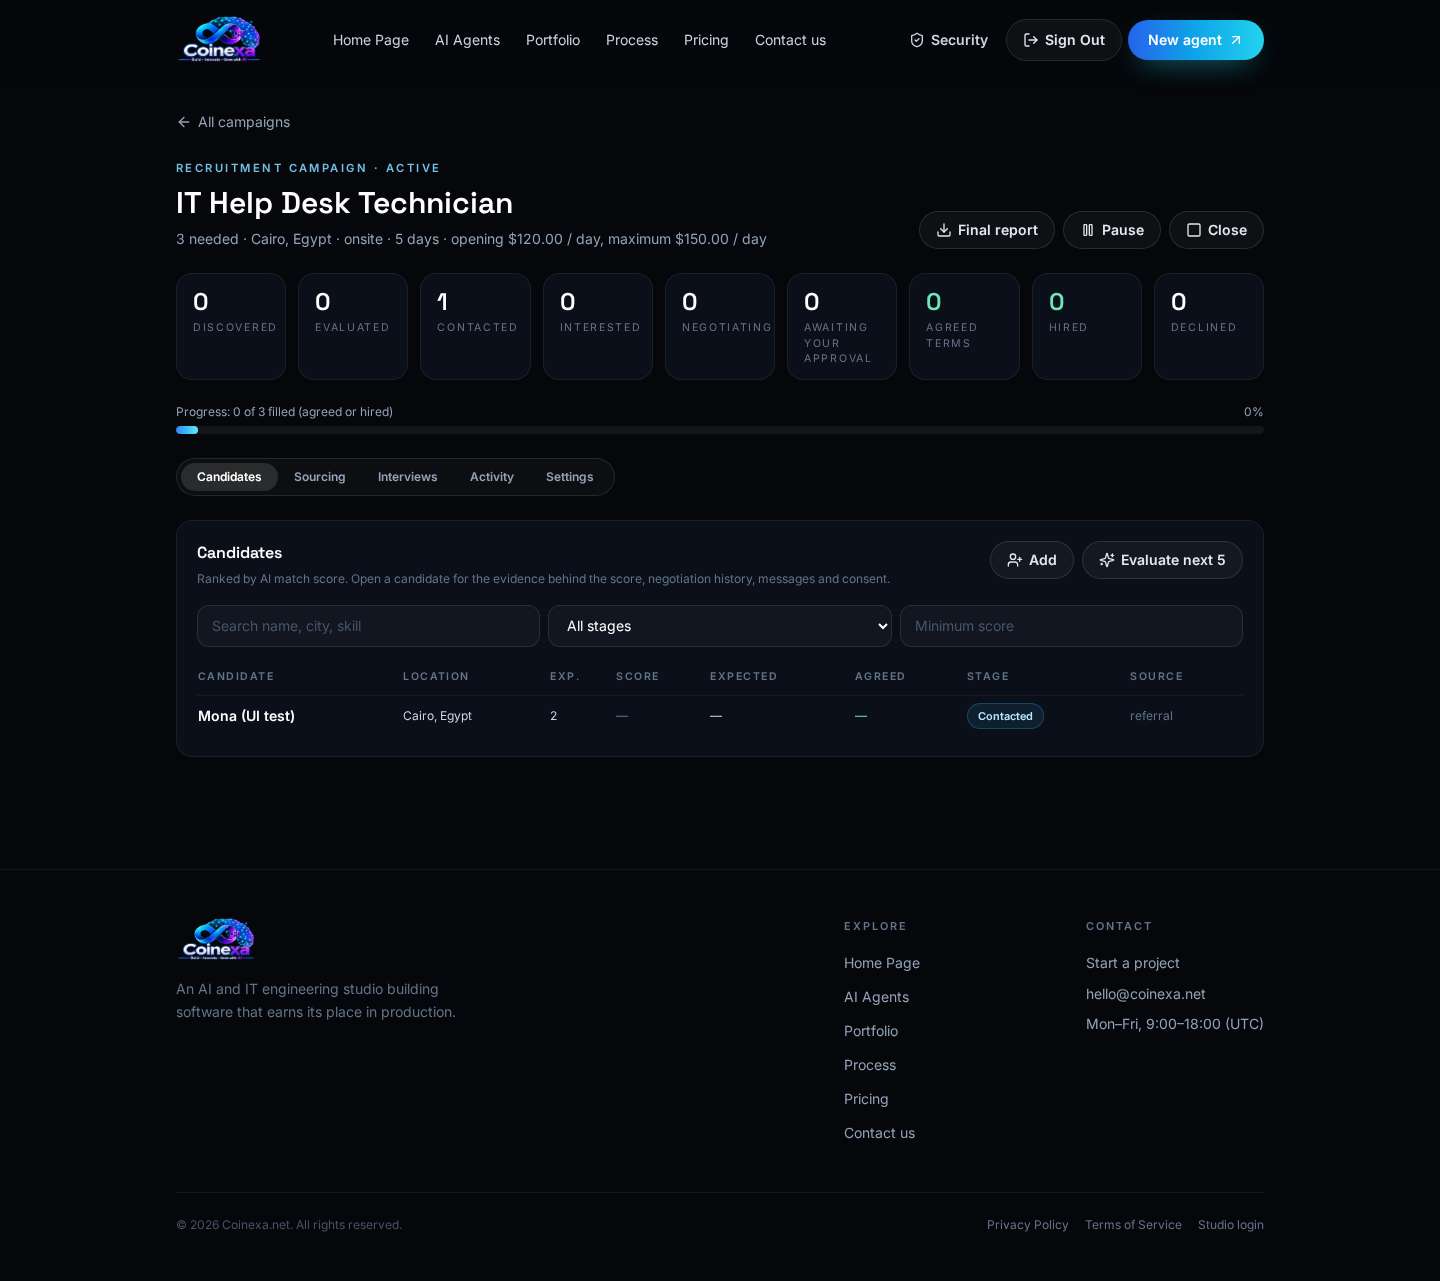 Coinexa
Home Page
AI Agents
Portfolio
Process
Pricing
Contact us
Security
Sign Out
New agent
All campaigns
RECRUITMENT CAMPAIGN · ACTIVE
IT Help Desk Technician
3 needed · Cairo, Egypt · onsite · 5 days · opening $120.00 / day, maximum $150.00 / day
Final report
Pause
Close
0
DISCOVERED
0
EVALUATED
1
CONTACTED
0
INTERESTED
0
NEGOTIATING
0
AWAITING
YOUR
APPROVAL
0
AGREED
TERMS
0
HIRED
0
DECLINED
Progress: 0 of 3 filled (agreed or hired)
0%
Candidates
Sourcing
Interviews
Activity
Settings
Candidates
Ranked by AI match score. Open a candidate for the evidence behind the score, negotiation history, messages and consent.
Add
Evaluate next 5
Search name, city, skill
All stages
Minimum score
CANDIDATE LOCATION EXP. SCORE EXPECTED AGREED STAGE SOURCE
Mona (UI test) Cairo, Egypt 2 — — — Contacted referral
Coinexa
An AI and IT engineering studio building
software that earns its place in production.
EXPLORE
Home Page
AI Agents
Portfolio
Process
Pricing
Contact us
CONTACT
Start a project
hello@coinexa.net
Mon–Fri, 9:00–18:00 (UTC)
© 2026 Coinexa.net. All rights reserved.
Privacy Policy
Terms of Service
Studio login